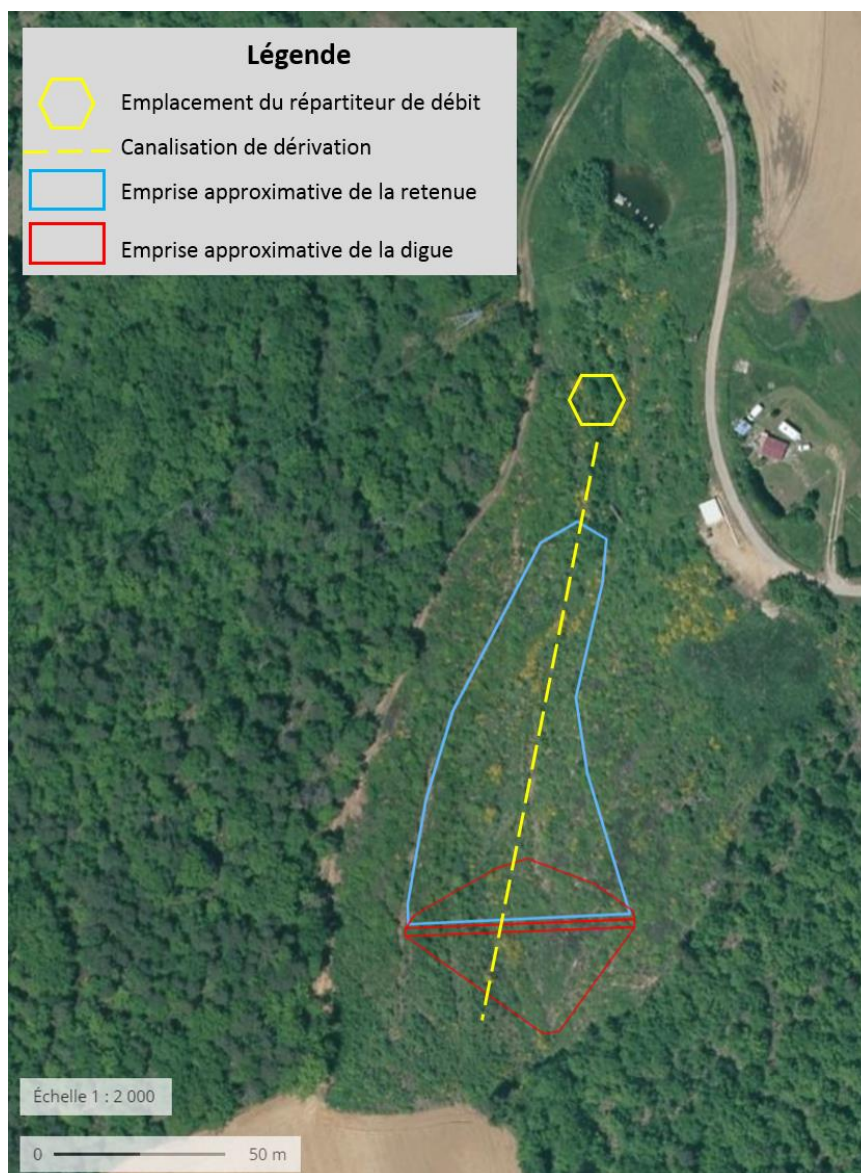 Légende
Emplacement du répartiteur de débit
Canalisation de dérivation
Emprise approximative de la retenue
Emprise approximative de la digue
Échelle 1 : 2 000
0 50 m